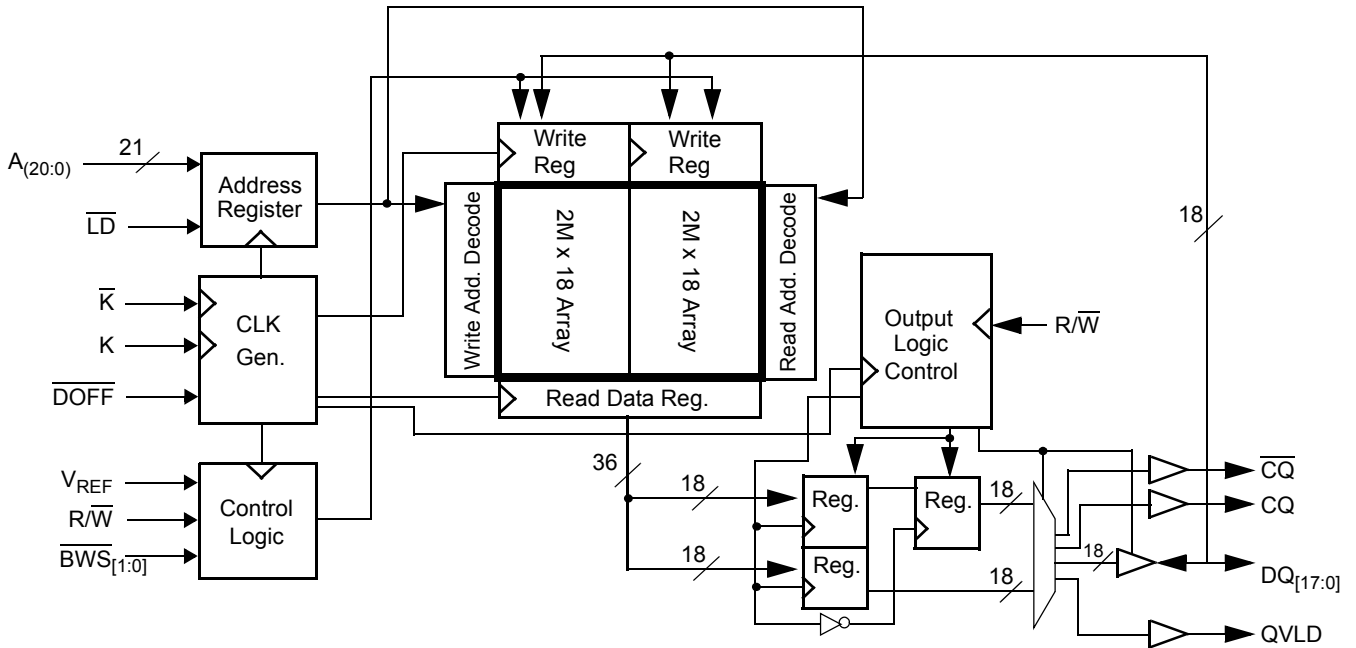 A(20:0)
21
LD
K
K
DOFF
VREF
R/W
BWS[1:0]
Address
Register
CLK
Gen.
Control
Logic
Write
Reg
Write
Reg
Write Add. Decode
2M x 18 Array
2M x 18 Array
Read Add. Decode
Read Data Reg.
36
18
18
Output
Logic
Control
R/W
18
Reg.
Reg.
Reg.
18
18
18
CQ
CQ
DQ[17:0]
QVLD